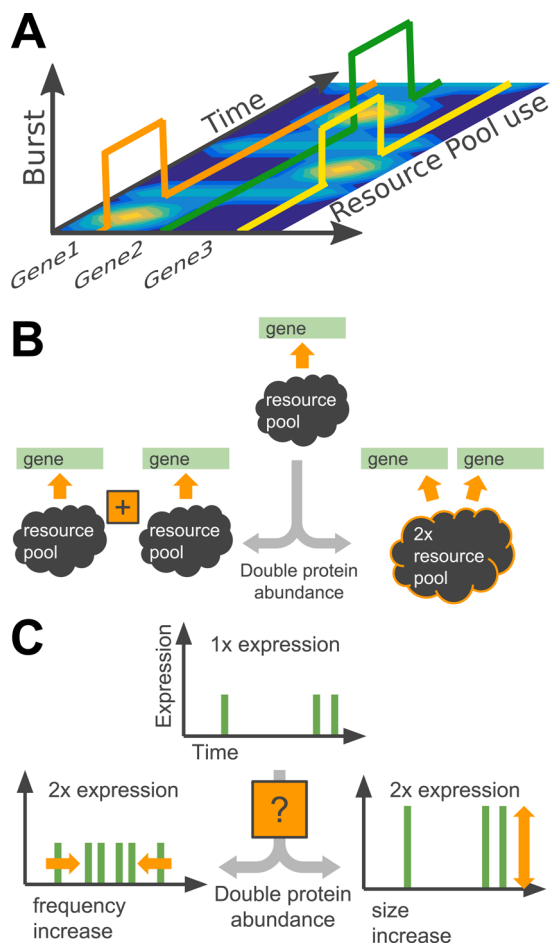 A
Burst
Time
Resource Pool use
Gene1
Gene2
Gene3
B
gene
resource
pool
gene
gene
+
resource
pool
resource
pool
gene
gene
2x
resource
pool
Double protein
abundance
C
1x expression
Expression
Time
2x expression
?
2x expression
frequency
increase
Double protein
abundance
size
increase